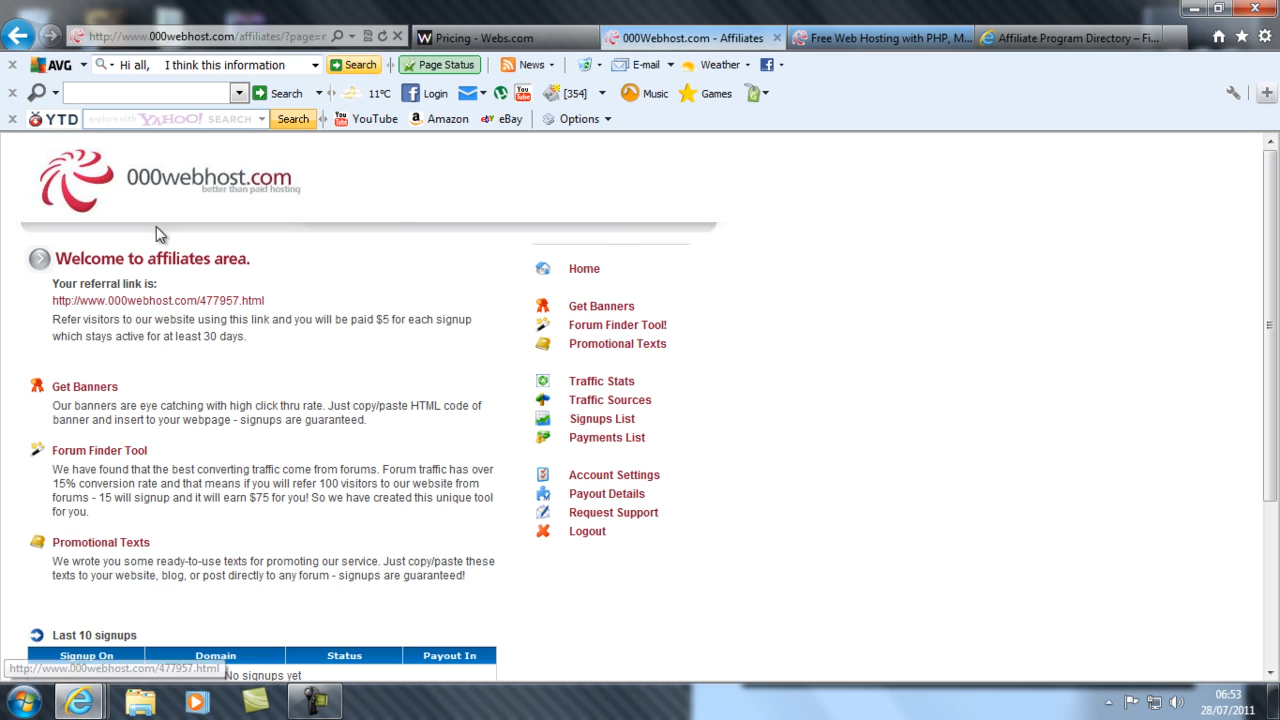 http://www.000webhost.com/affiliates/?page=r
Pricing - Webs.com
000Webhost.com - Affiliates
Free Web Hosting with PHP, M...
Affiliate Program Directory – Fi...
AVG
Hi all, I think this information
Search
Page Status
News
E-mail
Weather
Search
11°C
Login
[354]
Music
Games
YTD
explore with YAHOO! SEARCH
Search
YouTube
Amazon
eBay
Options
000webhost.com
better than paid hosting
Welcome to affiliates area.
Your referral link is:
http://www.000webhost.com/477957.html
Refer visitors to our website using this link and you will be paid $5 for each signup
which stays active for at least 30 days.
Get Banners
Our banners are eye catching with high click thru rate. Just copy/paste HTML code of
banner and insert to your webpage - signups are guaranteed.
Forum Finder Tool
We have found that the best converting traffic come from forums. Forum traffic has over
15% conversion rate and that means if you will refer 100 visitors to our website from
forums - 15 will signup and it will earn $75 for you! So we have created this unique tool
for you.
Promotional Texts
We wrote you some ready-to-use texts for promoting our service. Just copy/paste these
texts to your website, blog, or post directly to any forum - signups are guaranteed!
Last 10 signups
Signup On
Domain
Status
Payout In
No signups yet
Home
Get Banners
Forum Finder Tool!
Promotional Texts
Traffic Stats
Traffic Sources
Signups List
Payments List
Account Settings
Payout Details
Request Support
Logout
http://www.000webhost.com/477957.html
06:53
28/07/2011